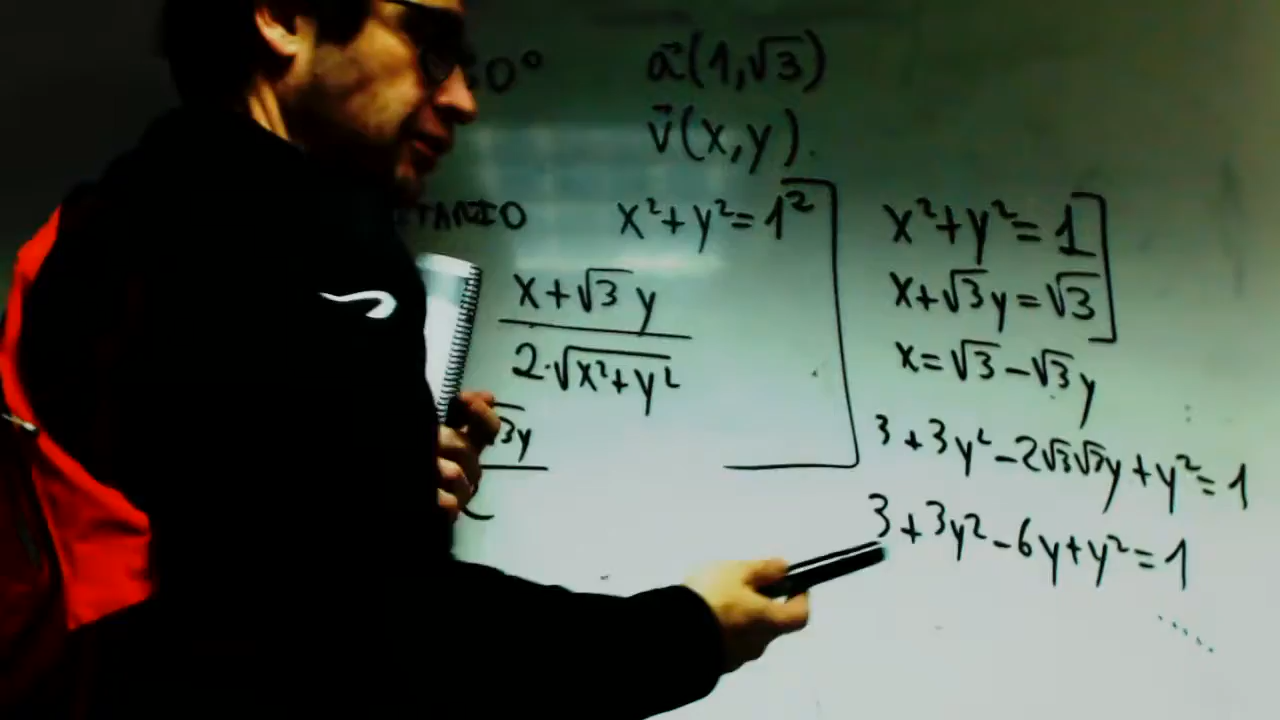 0° a⃗(1,√3)
v⃗(x,y).
ITARIO x²+y²=1²
x+√3 y
2·√x²+y²
√3y
x²+y²=1
x+√3y=√3
x=√3-√3y
3+3y²-2√3√3y+y²=1
3+3y²-6y+y²=1